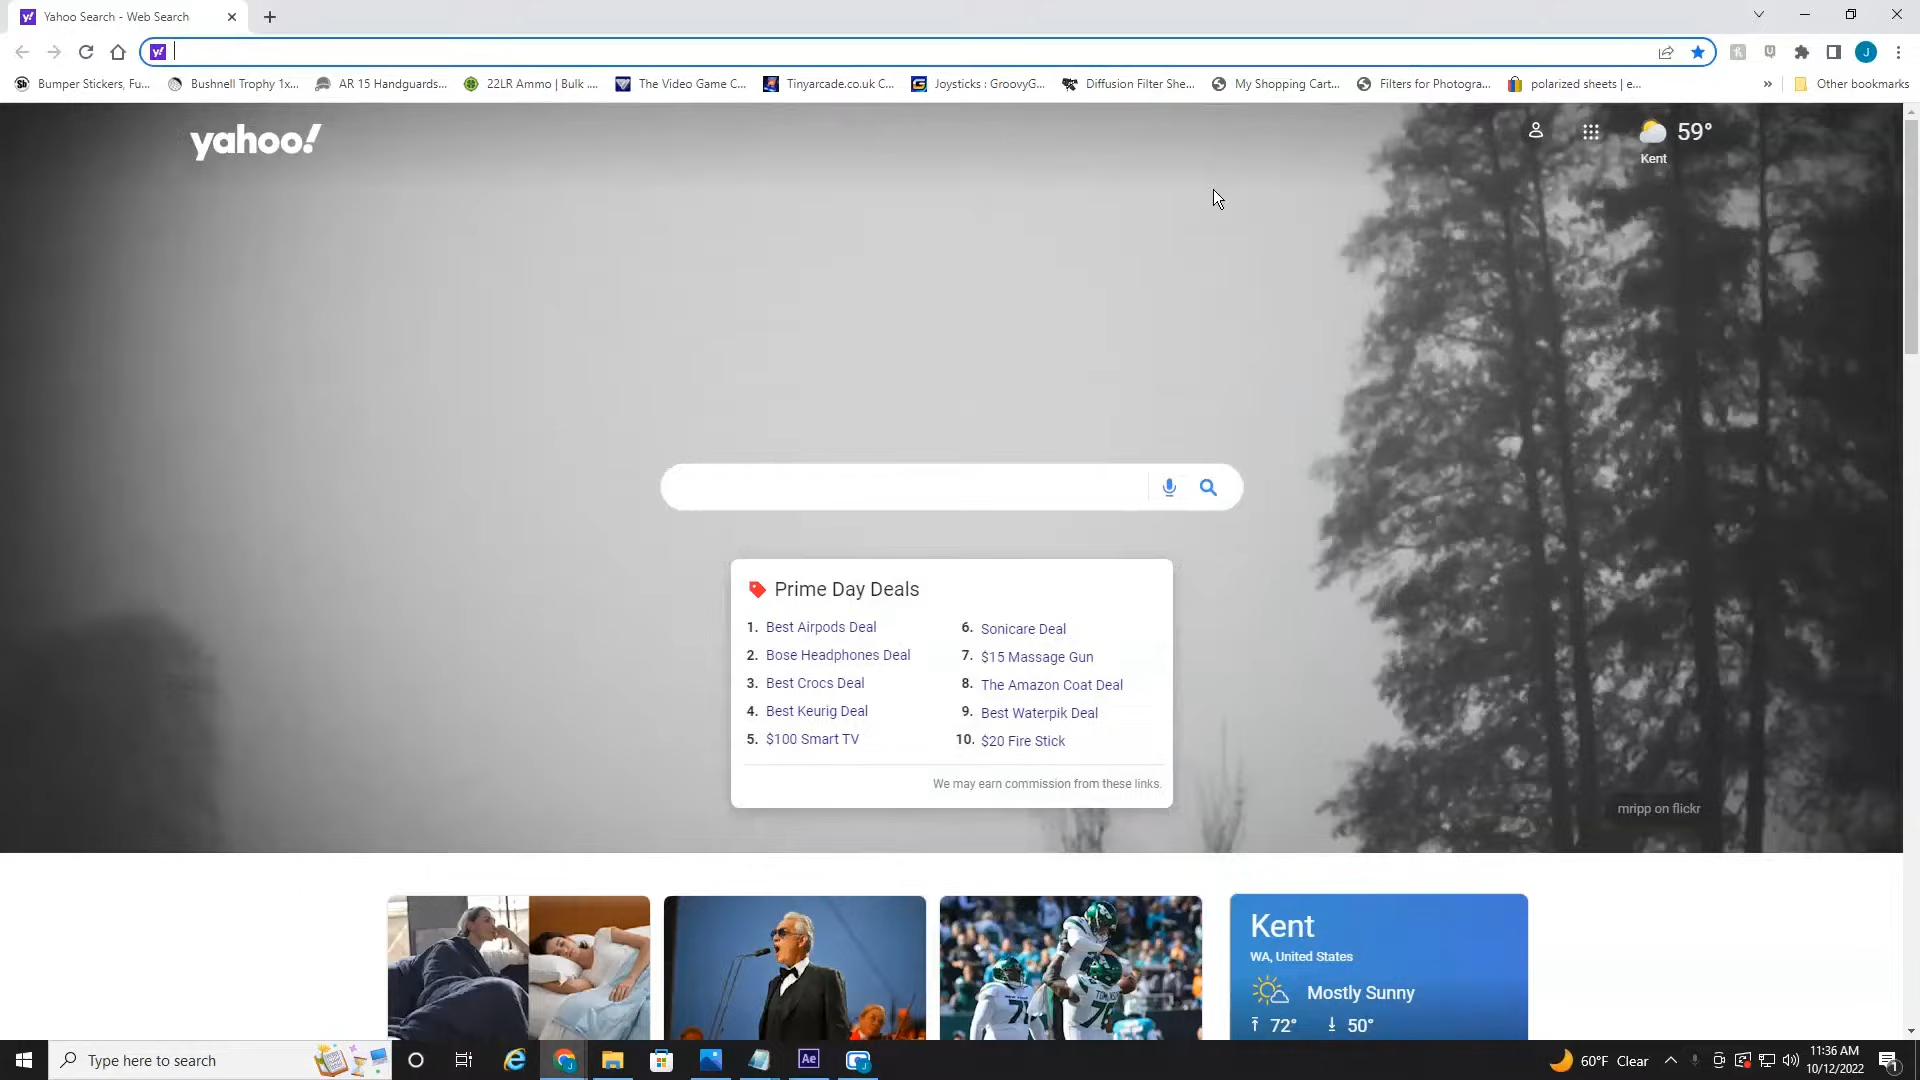 Yahoo Search - Web Search
Bumper Stickers, Fu...
Bushnell Trophy 1x...
AR 15 Handguards...
22LR Ammo | Bulk ....
The Video Game C...
Tinyarcade.co.uk C...
Joysticks : GroovyG...
Diffusion Filter She...
My Shopping Cart...
Filters for Photogra...
polarized sheets | e...
Other bookmarks
yahoo!
59°
Kent
Prime Day Deals
1. Best Airpods Deal
2. Bose Headphones Deal
3. Best Crocs Deal
4. Best Keurig Deal
5. $100 Smart TV
6. Sonicare Deal
7. $15 Massage Gun
8. The Amazon Coat Deal
9. Best Waterpik Deal
10. $20 Fire Stick
We may earn commission from these links.
mripp on flickr
Kent
WA, United States
Mostly Sunny
72° 50°
Type here to search
Ae
60°F Clear
11:36 AM
10/12/2022